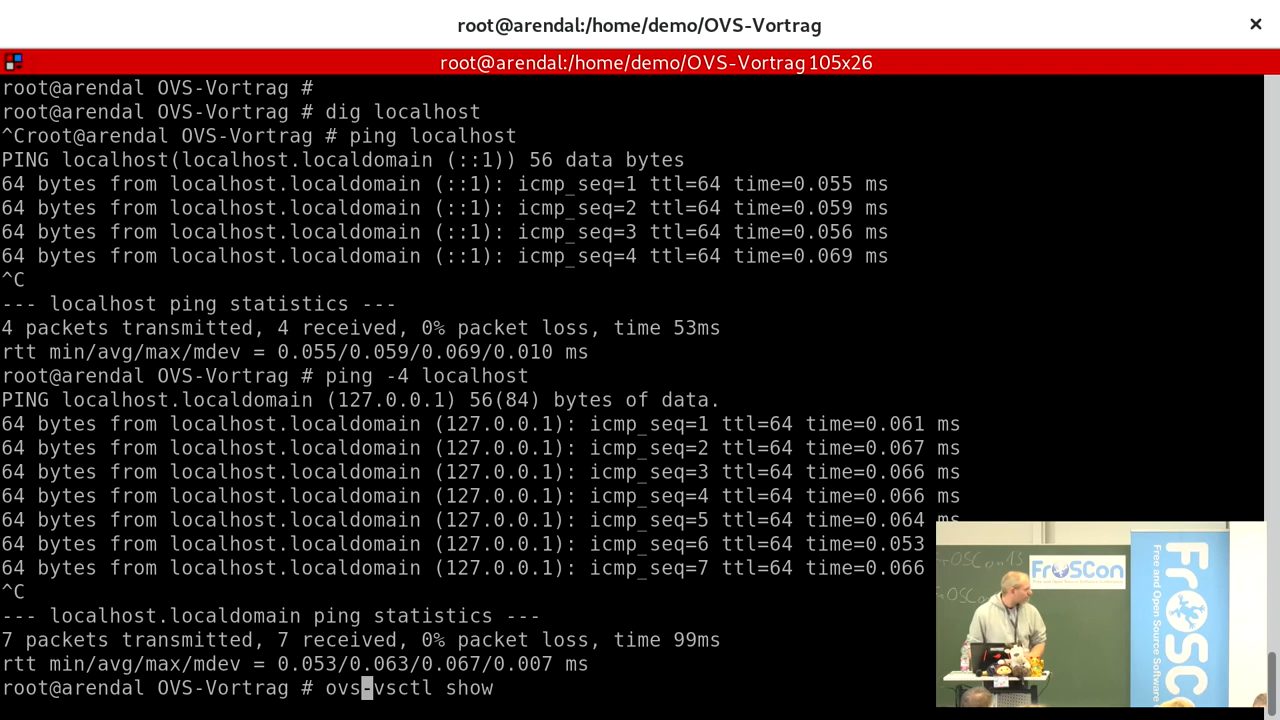 root@arendal:/home/demo/OVS-Vortrag
root@arendal:/home/demo/OVS-Vortrag 105x26
root@arendal OVS-Vortrag #
root@arendal OVS-Vortrag # dig localhost
^Croot@arendal OVS-Vortrag # ping localhost
PING localhost(localhost.localdomain (::1)) 56 data bytes
64 bytes from localhost.localdomain (::1): icmp_seq=1 ttl=64 time=0.055 ms
64 bytes from localhost.localdomain (::1): icmp_seq=2 ttl=64 time=0.059 ms
64 bytes from localhost.localdomain (::1): icmp_seq=3 ttl=64 time=0.056 ms
64 bytes from localhost.localdomain (::1): icmp_seq=4 ttl=64 time=0.069 ms
^C
--- localhost ping statistics ---
4 packets transmitted, 4 received, 0% packet loss, time 53ms
rtt min/avg/max/mdev = 0.055/0.059/0.069/0.010 ms
root@arendal OVS-Vortrag # ping -4 localhost
PING localhost.localdomain (127.0.0.1) 56(84) bytes of data.
64 bytes from localhost.localdomain (127.0.0.1): icmp_seq=1 ttl=64 time=0.061 ms
64 bytes from localhost.localdomain (127.0.0.1): icmp_seq=2 ttl=64 time=0.067 ms
64 bytes from localhost.localdomain (127.0.0.1): icmp_seq=3 ttl=64 time=0.066 ms
64 bytes from localhost.localdomain (127.0.0.1): icmp_seq=4 ttl=64 time=0.066 ms
64 bytes from localhost.localdomain (127.0.0.1): icmp_seq=5 ttl=64 time=0.064 ms
64 bytes from localhost.localdomain (127.0.0.1): icmp_seq=6 ttl=64 time=0.053
64 bytes from localhost.localdomain (127.0.0.1): icmp_seq=7 ttl=64 time=0.066
^C
--- localhost.localdomain ping statistics ---
7 packets transmitted, 7 received, 0% packet loss, time 99ms
rtt min/avg/max/mdev = 0.053/0.063/0.067/0.007 ms
root@arendal OVS-Vortrag # ovs-vsctl show
FrOSCon
FrOSC
Free and Open Source Software